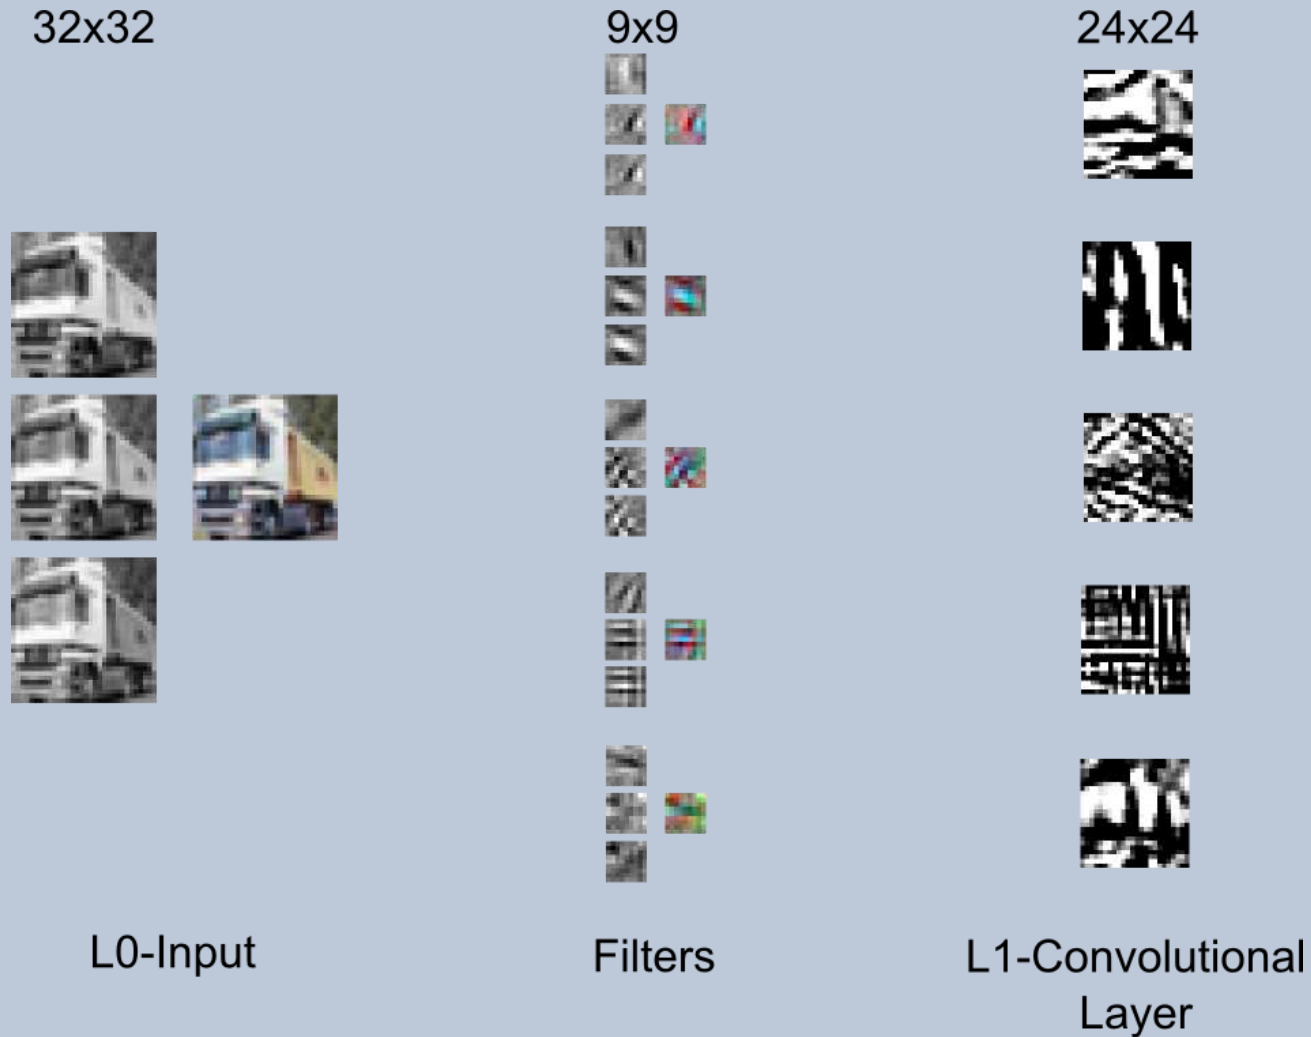 32x32
9x9
24x24
L0-Input
Filters
L1-Convolutional
Layer